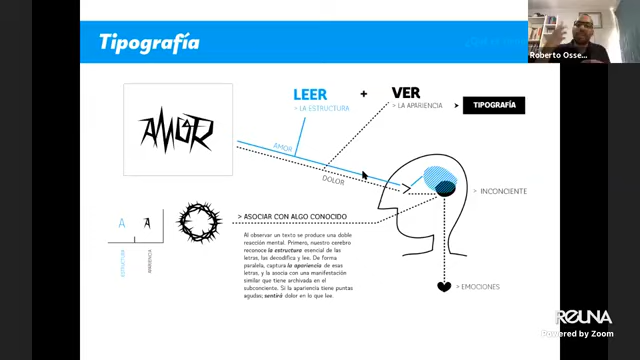 Tipografía
Roberto Osse...
LEER + VER
> LA ESTRUCTURA
> LA APARIENCIA
TIPOGRAFÍA
AMOR
AMOR
DOLOR
> INCONCIENTE
A A
ESTRUCTURA
APARIENCIA
> ASOCIAR CON ALGO CONOCIDO
Al observar un texto se produce una doble
reacción mental. Primero, nuestro cerebro
reconoce la estructura esencial de las
letras, las decodifica y lee. De forma
paralela, captura la apariencia de esas
letras, y la asocia con una manifestación
similar que tiene archivada en el
subconciente. Si la apariencia tiene puntas
agudas; sentirá dolor en lo que lee.
> EMOCIONES
REUNA
Powered by Zoom